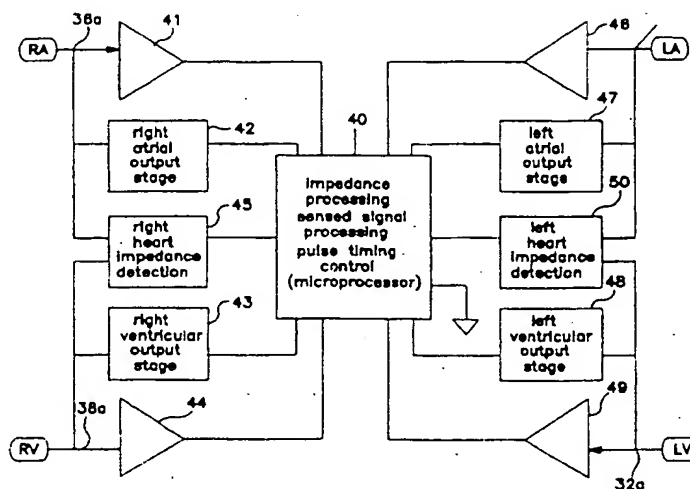 36a
RA
41
46
LA
right
atrial
output
stage
42
40
47
left
atrial
output
stage
right
heart
impedance
detection
45
impedance
processing
sensed signal
processing
pulse timing
control
(microprocessor)
50
left
heart
impedance
detection
43
right
ventricular
output
stage
48
left
ventricular
output
stage
44
49
RV
38a
LV
32a